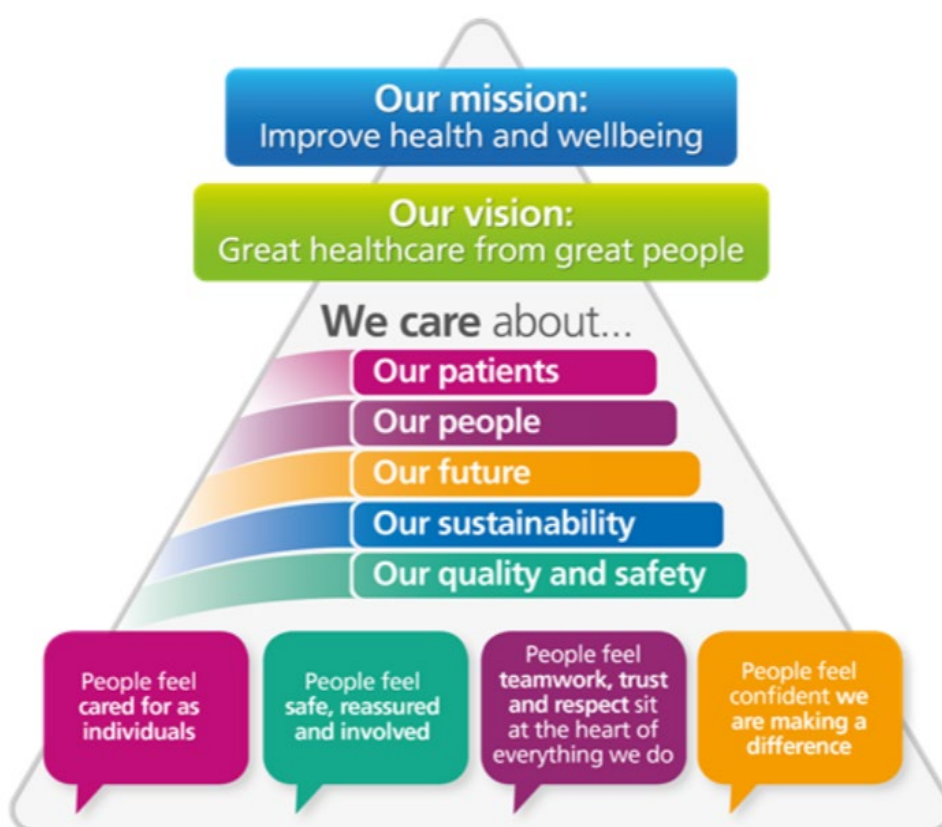 Our mission:
Improve health and wellbeing
Our vision:
Great healthcare from great people
We care about...
Our patients
Our people
Our future
Our sustainability
Our quality and safety
People feel
cared for as
individuals
People feel
safe, reassured
and involved
People feel
teamwork, trust
and respect sit
at the heart of
everything we do
People feel
confident we
are making a
difference